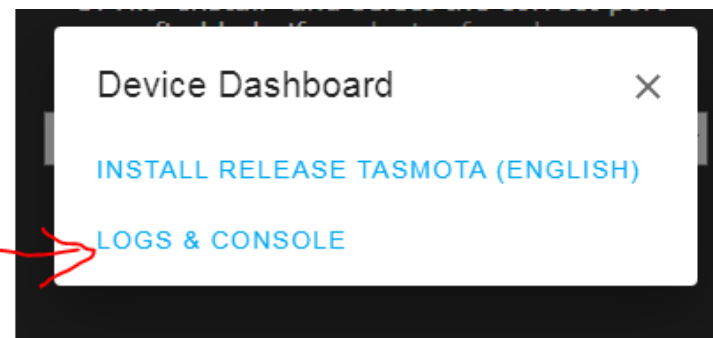 Device Dashboard
INSTALL RELEASE TASMOTA (ENGLISH)
LOGS & CONSOLE